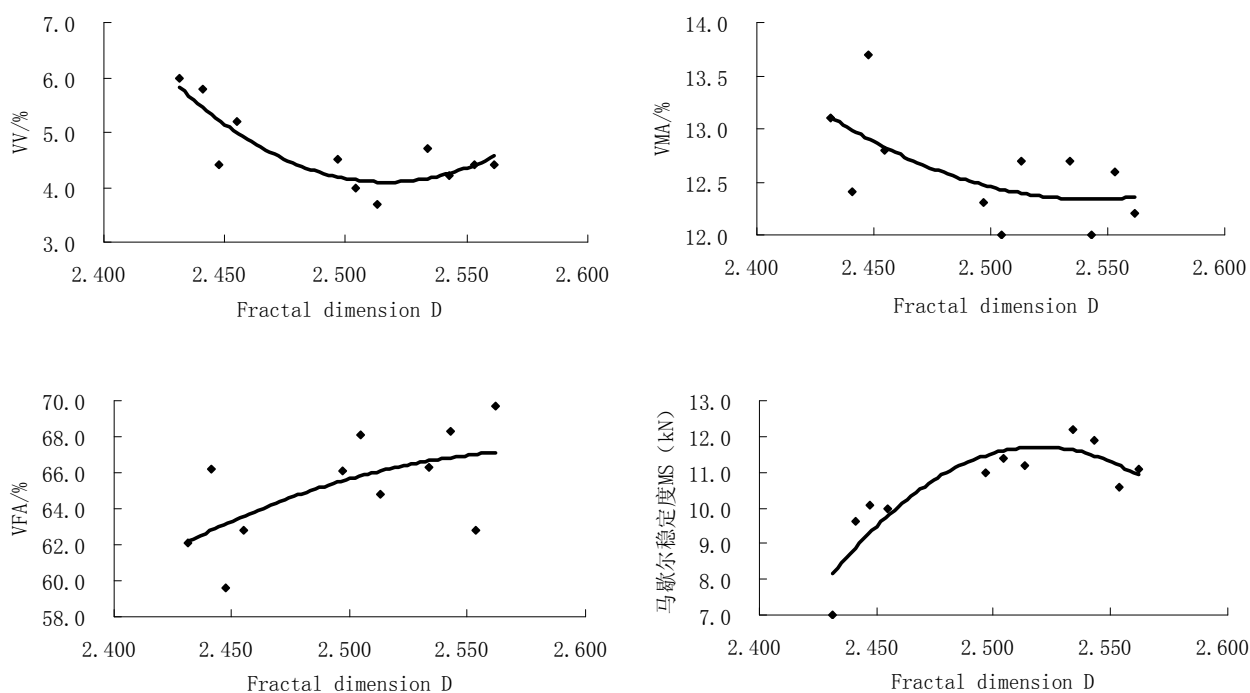 7.0
6.0
5.0
4.0
3.0
VV/%
2.400 2.450 2.500 2.550 2.600
Fractal dimension D
14.0
13.5
13.0
12.5
12.0
VMA/%
2.400 2.450 2.500 2.550 2.600
Fractal dimension D
70.0
68.0
66.0
64.0
62.0
60.0
58.0
VFA/%
2.400 2.450 2.500 2.550 2.600
Fractal dimension D
13.0
12.0
11.0
10.0
9.0
8.0
7.0
马歇尔稳定度MS（kN）
2.400 2.450 2.500 2.550 2.600
Fractal dimension D